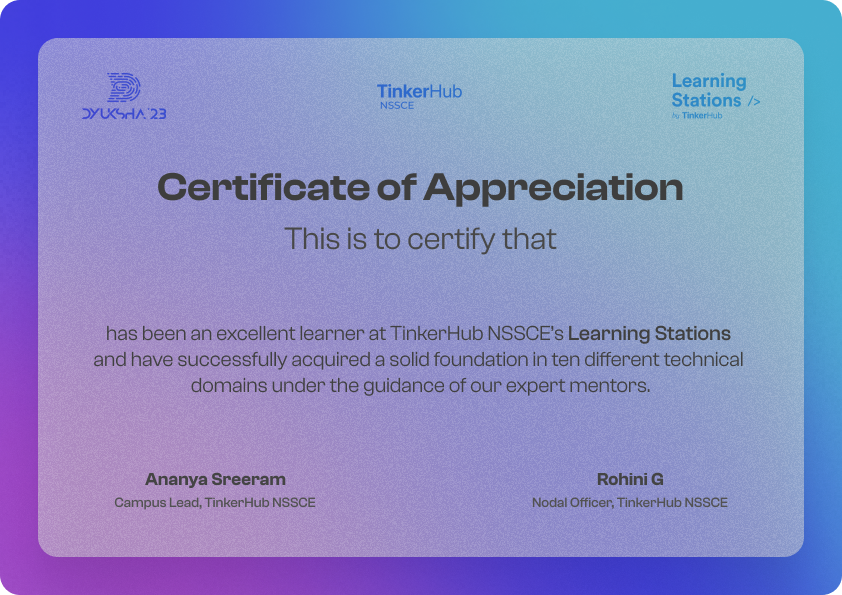 DYUKSHA '23
TinkerHub
NSSCE
Learning
Stations />
by TinkerHub
Certificate of Appreciation
This is to certify that
has been an excellent learner at TinkerHub NSSCE's Learning Stations
and have successfully acquired a solid foundation in ten different technical
domains under the guidance of our expert mentors.
Ananya Sreeram
Campus Lead, TinkerHub NSSCE
Rohini G
Nodal Officer, TinkerHub NSSCE